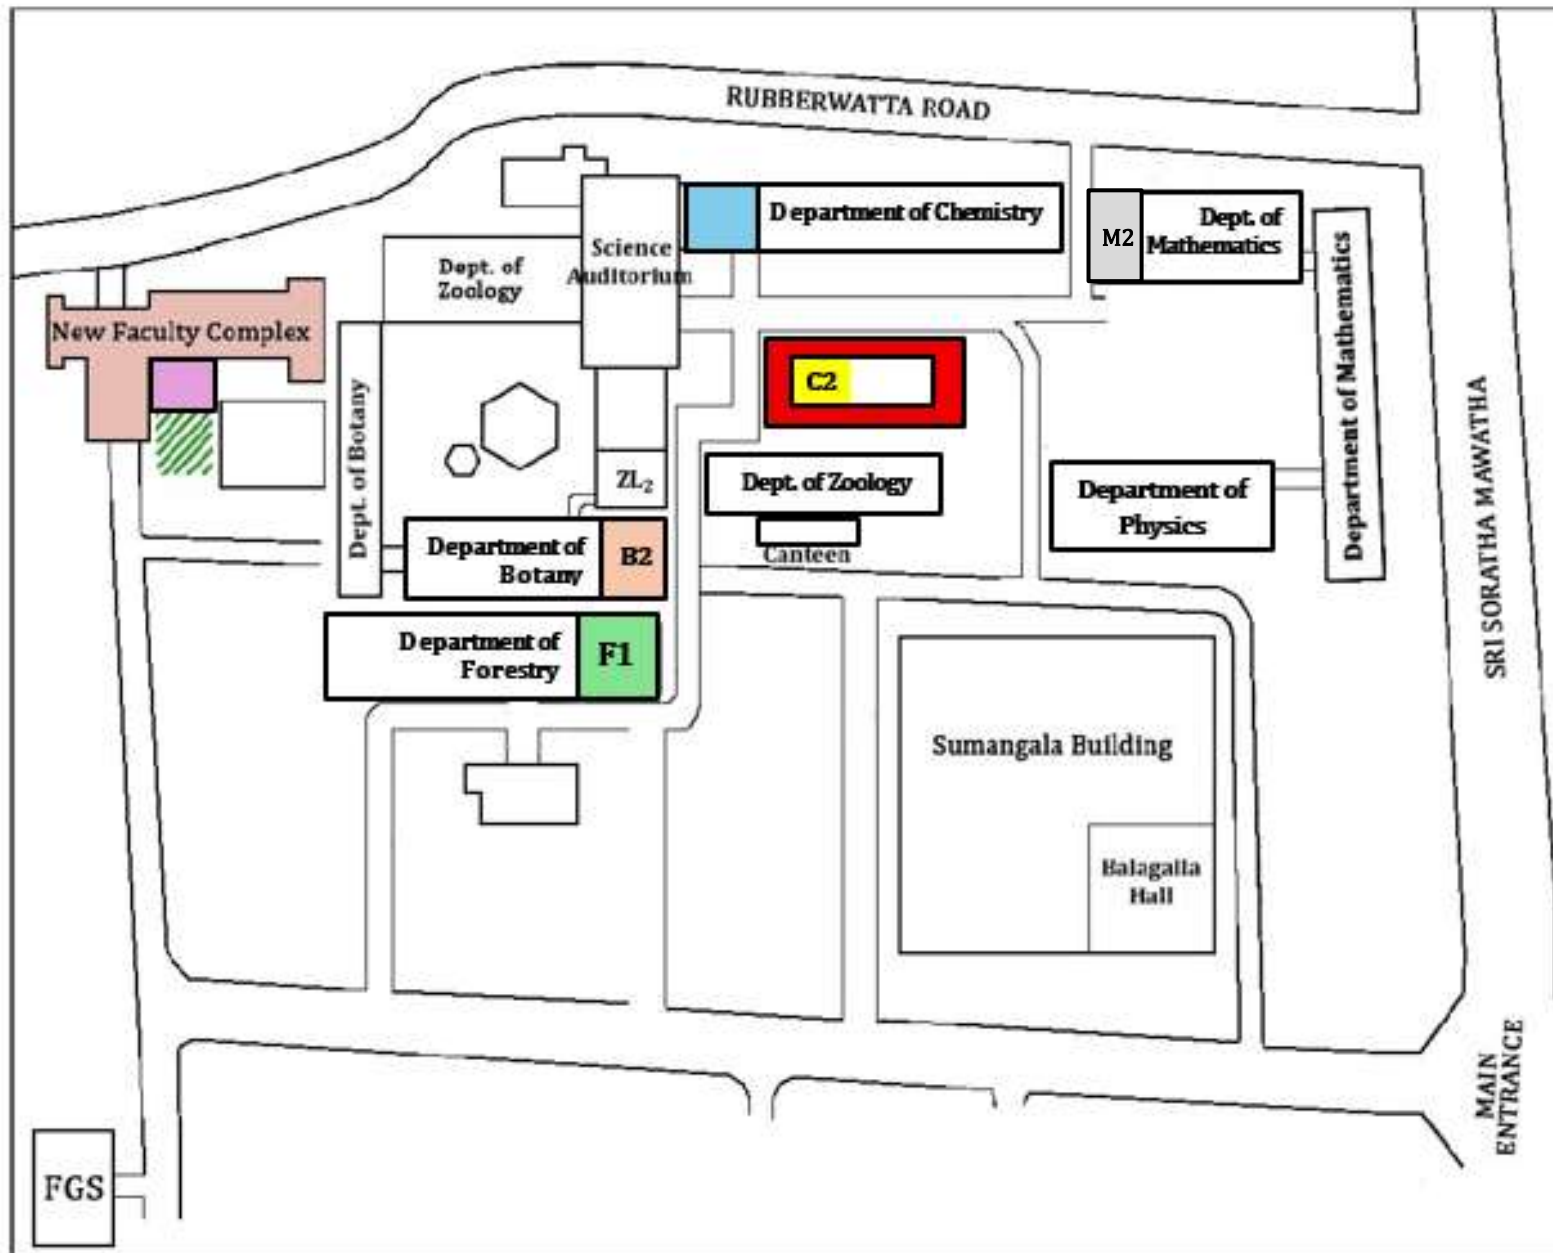 RUBBERWATTA ROAD
Department of Chemistry
M2
Dept. of
Mathematics
Science
Auditorium
Dept. of
Zoology
New Faculty Complex
Department of Mathematics
C2
Dept. of Botany
ZL2
Dept. of Zoology
Canteen
Department of
Physics
SRI SORATHA MAWATHA
Department of
Botany
B2
Department of
Forestry
F1
Sumangala Building
Balagalla
Hall
MAIN
ENTRANCE
FGS